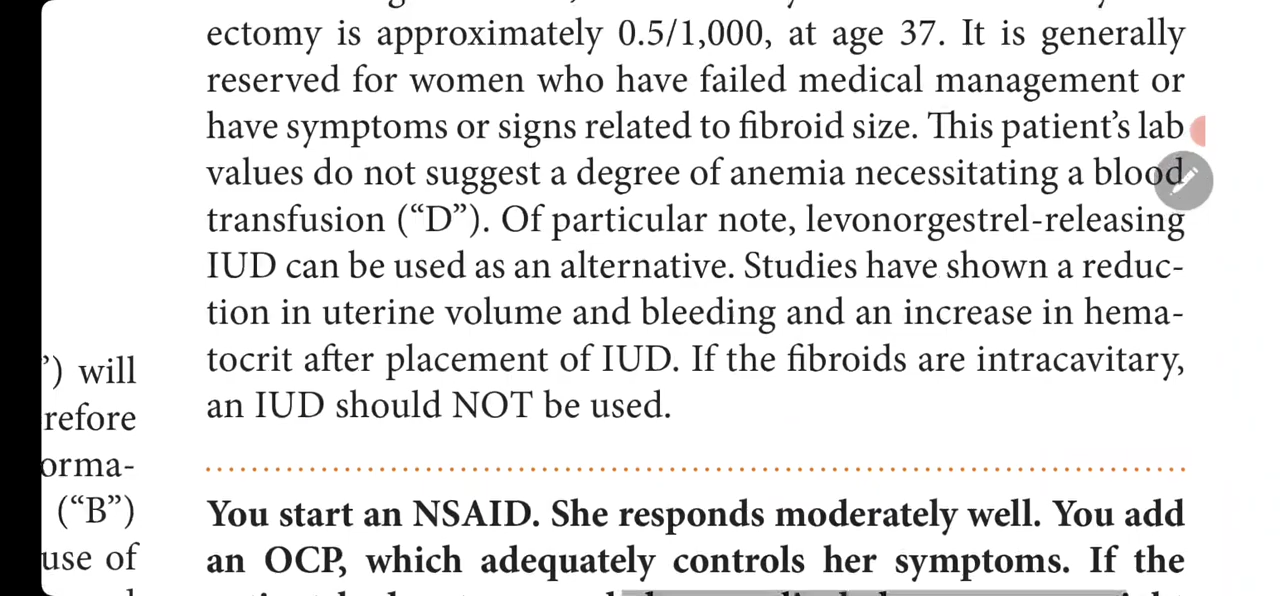 ectomy is approximately 0.5/1,000, at age 37. It is generally
reserved for women who have failed medical management or
have symptoms or signs related to fibroid size. This patient's lab
values do not suggest a degree of anemia necessitating a blood
transfusion (“D”). Of particular note, levonorgestrel-releasing
IUD can be used as an alternative. Studies have shown a reduc-
tion in uterine volume and bleeding and an increase in hema-
tocrit after placement of IUD. If the fibroids are intracavitary,
an IUD should NOT be used.
You start an NSAID. She responds moderately well. You add
an OCP, which adequately controls her symptoms. If the
”) will
refore
orma-
(“B”)
use of